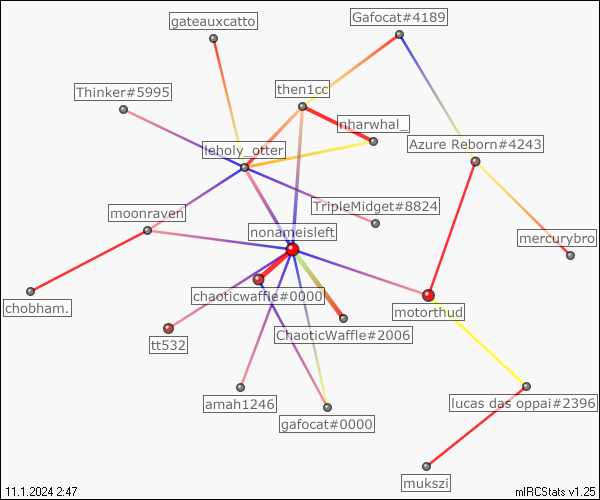 gateauxcatto
Gafocat#4189
Thinker#5995
then1cc
nharwhal_
Azure Reborn#4243
leholy_otter
moonraven
TripleMidget#8824
nonameisleft
mercurybro
chaoticwaffle#0000
chobham.
motorthud
ChaoticWaffle#2006
tt532
amah1246
lucas das oppai#2396
gafocat#0000
mukszi
11.1.2024 2:47
mIRCStats v1.25